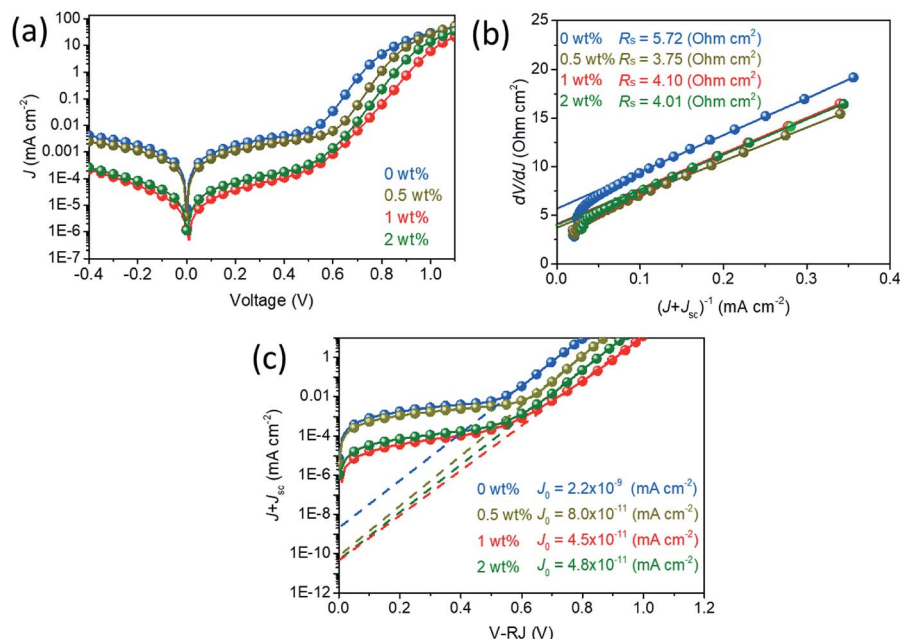 (a)
J (mA cm⁻²)
100
10
1
0.1
0.01
0.001
1E-4
1E-5
1E-6
1E-7
0 wt%
0.5 wt%
1 wt%
2 wt%
-0.4 -0.2 0.0 0.2 0.4 0.6 0.8 1.0
Voltage (V)
(b)
dV/dJ (Ohm cm²)
25
20
15
10
5
0
0 wt% Rs = 5.72 (Ohm cm²)
0.5 wt% Rs = 3.75 (Ohm cm²)
1 wt% Rs = 4.10 (Ohm cm²)
2 wt% Rs = 4.01 (Ohm cm²)
0.0 0.1 0.2 0.3 0.4
(J+Jsc)⁻¹ (mA cm⁻²)
(c)
J+Jsc (mA cm⁻²)
1
0.01
1E-4
1E-6
1E-8
1E-10
1E-12
0 wt% J₀ = 2.2x10⁻⁹ (mA cm⁻²)
0.5 wt% J₀ = 8.0x10⁻¹¹ (mA cm⁻²)
1 wt% J₀ = 4.5x10⁻¹¹ (mA cm⁻²)
2 wt% J₀ = 4.8x10⁻¹¹ (mA cm⁻²)
0.0 0.2 0.4 0.6 0.8 1.0 1.2
V-RJ (V)